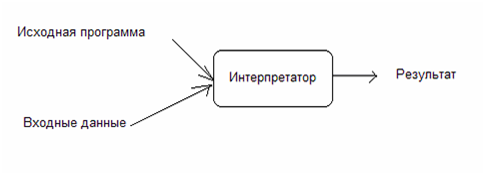 Исходная программа
Интерпретатор
Результат
Входные данные